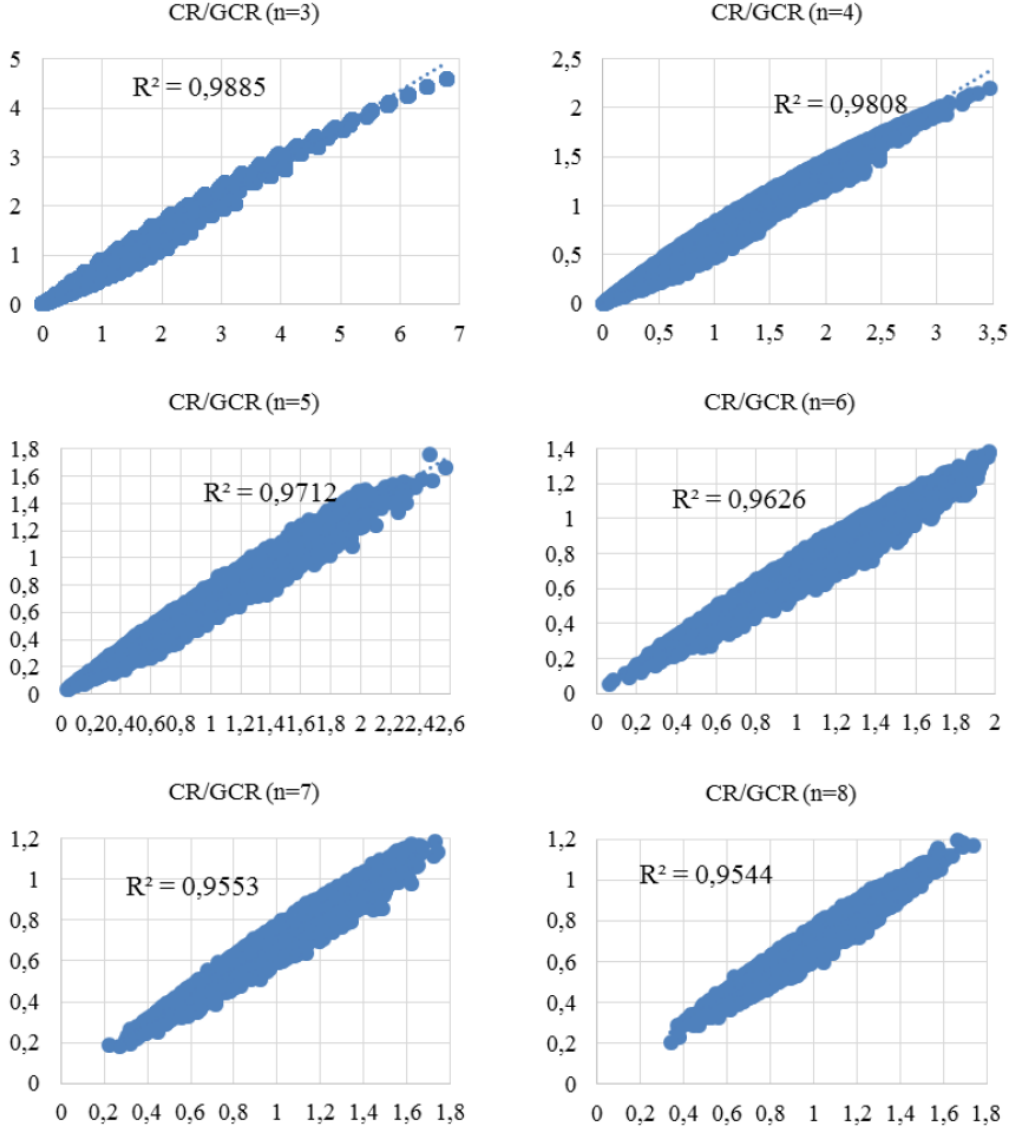 CR/GCR (n=3)
R² = 0,9885
5
4
3
2
1
0
0 1 2 3 4 5 6 7
CR/GCR (n=4)
R² = 0,9808
2,5
2
1,5
1
0,5
0
0 0,5 1 1,5 2 2,5 3 3,5
CR/GCR (n=5)
R² = 0,9712
1,8
1,6
1,4
1,2
1
0,8
0,6
0,4
0,2
0
0 0,20,40,60,8 1 1,21,41,61,8 2 2,22,42,6
CR/GCR (n=6)
R² = 0,9626
1,4
1,2
1
0,8
0,6
0,4
0,2
0
0 0,2 0,4 0,6 0,8 1 1,2 1,4 1,6 1,8 2
CR/GCR (n=7)
R² = 0,9553
1,2
1
0,8
0,6
0,4
0,2
0
0 0,2 0,4 0,6 0,8 1 1,2 1,4 1,6 1,8
CR/GCR (n=8)
R² = 0,9544
1,2
1
0,8
0,6
0,4
0,2
0
0 0,2 0,4 0,6 0,8 1 1,2 1,4 1,6 1,8